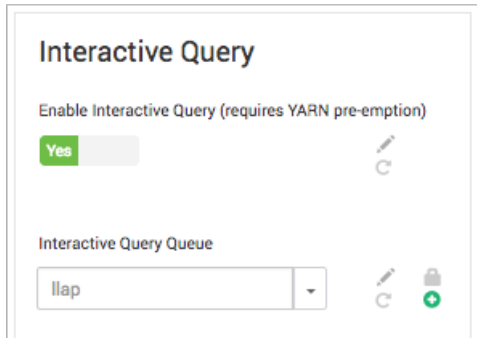 Interactive Query
Enable Interactive Query (requires YARN pre-emption)
Yes
Interactive Query Queue
llap